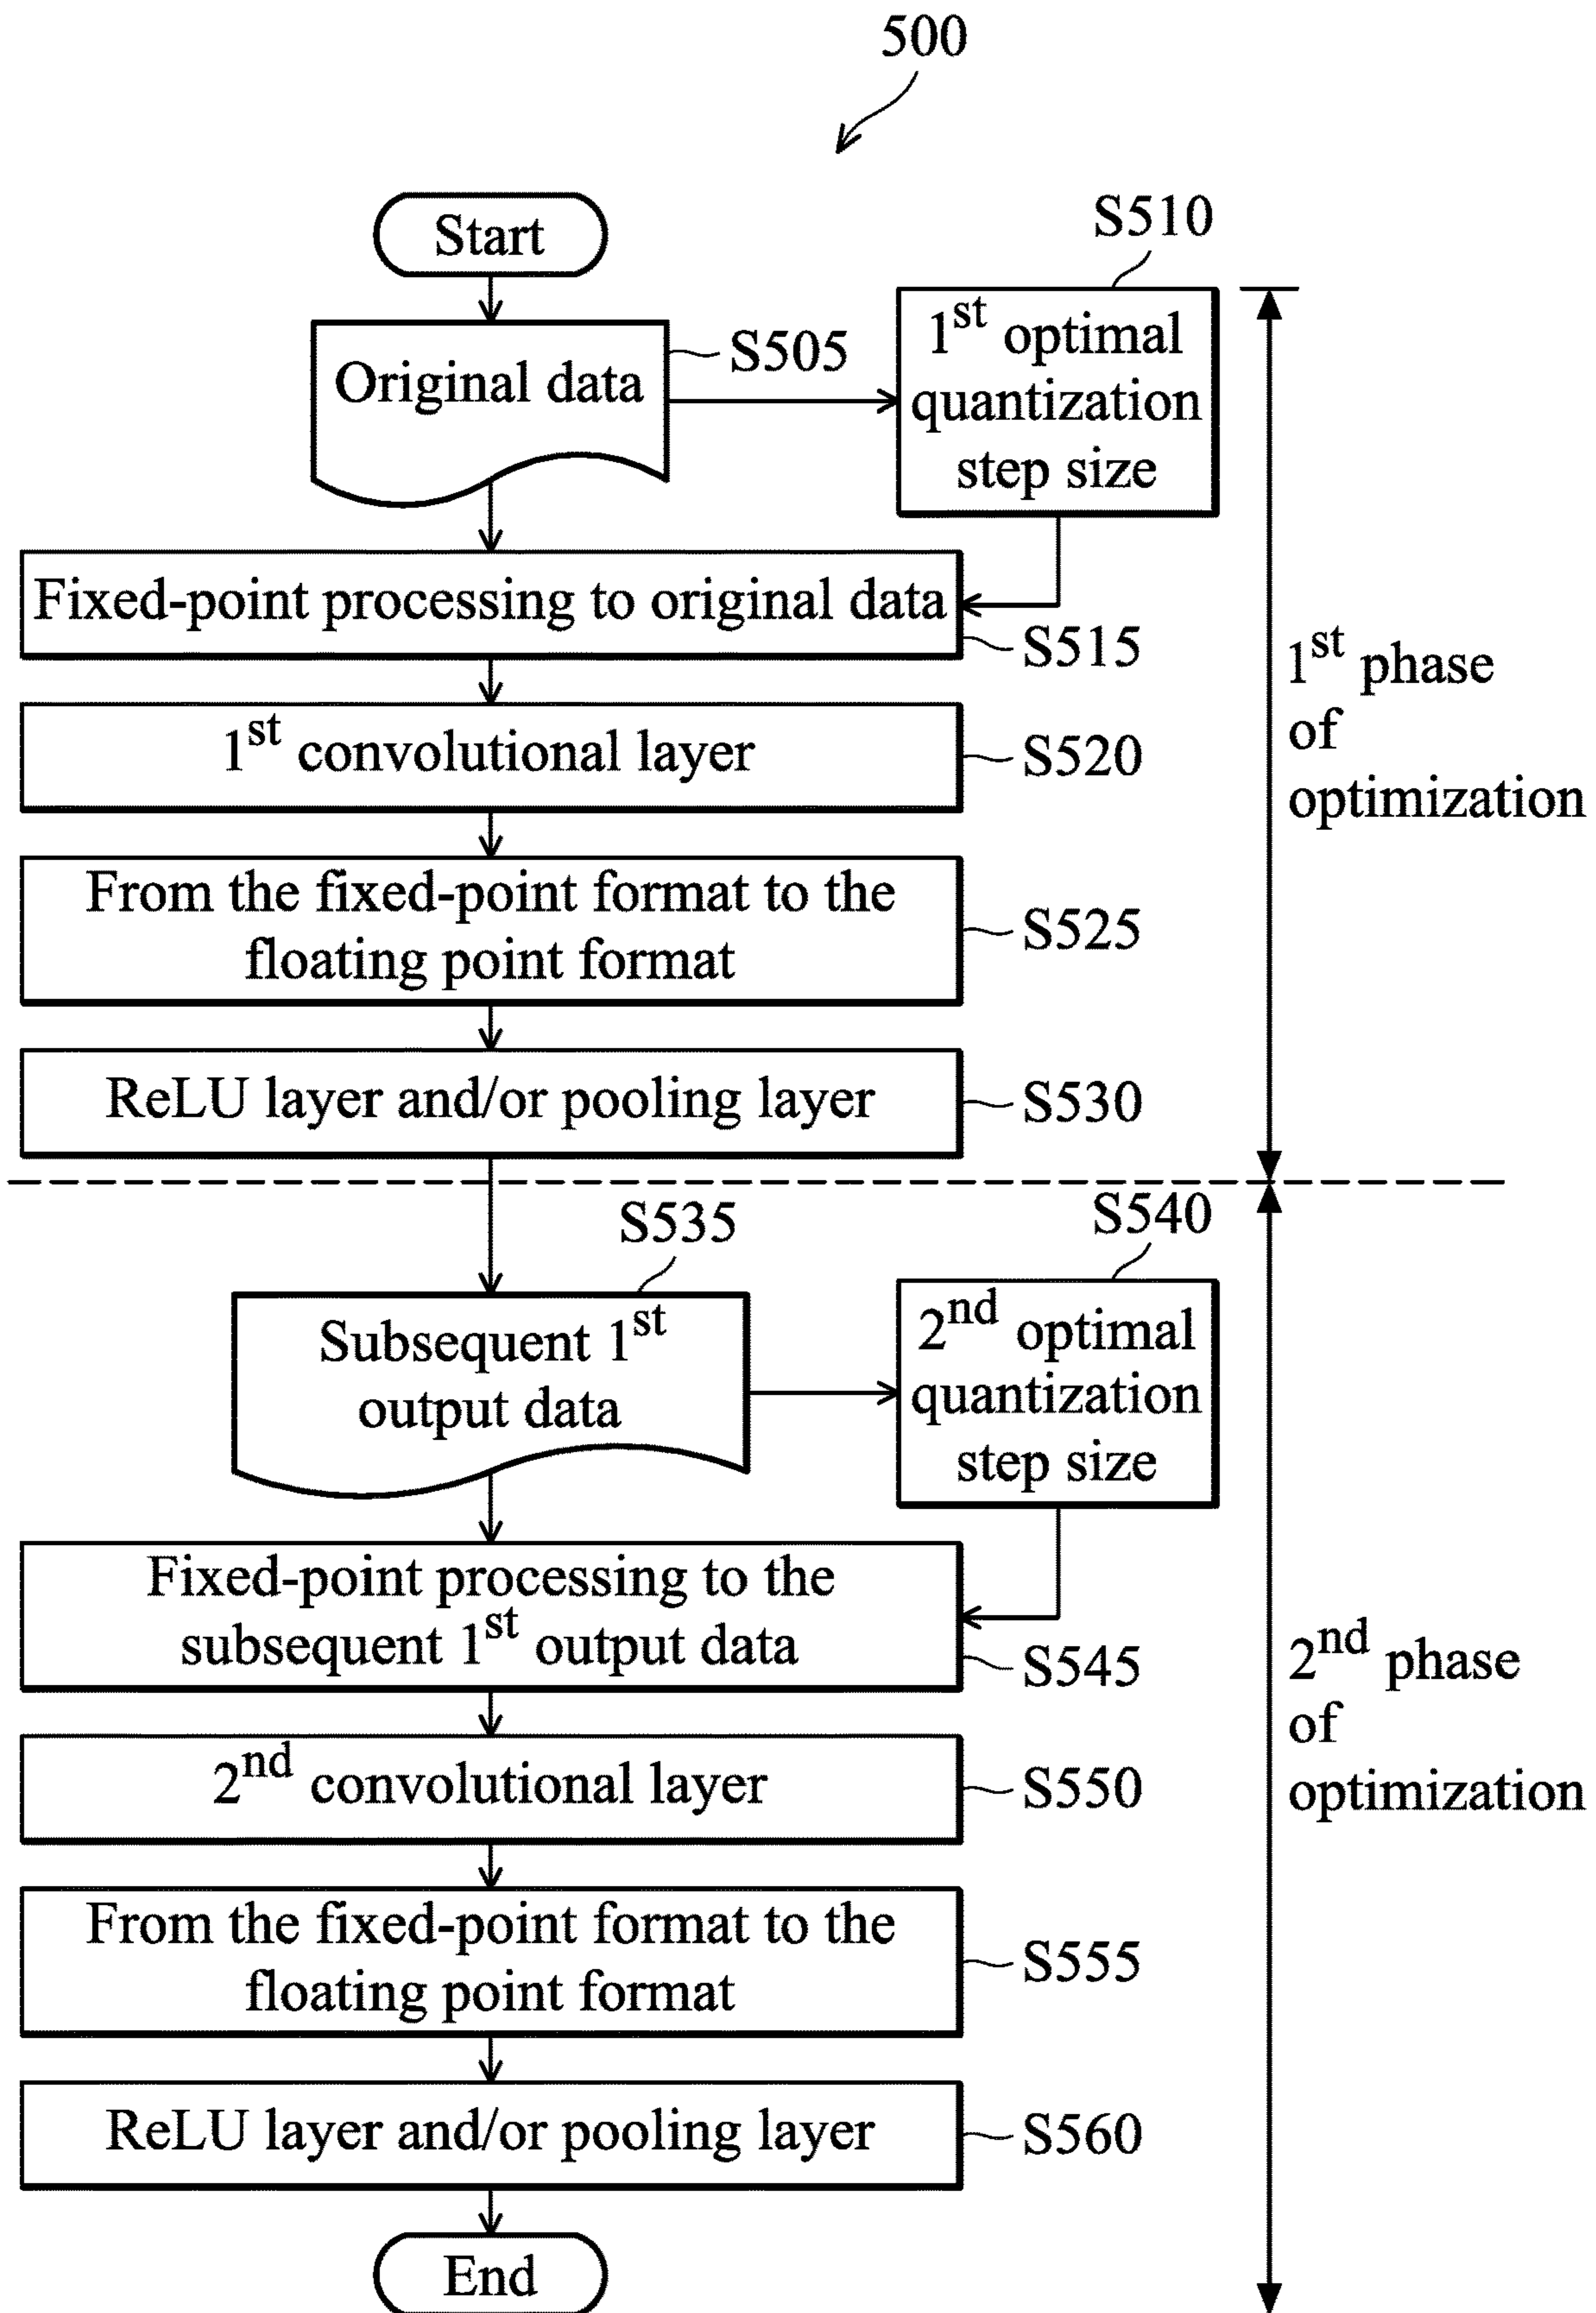 500
Start
S510
Original data
S505
1st optimal
quantization
step size
Fixed-point processing to original data
S515
1st convolutional layer
S520
From the fixed-point format to the
floating point format
S525
ReLU layer and/or pooling layer
S530
1st phase
of
optimization
S535
S540
Subsequent 1st
output data
2nd optimal
quantization
step size
Fixed-point processing to the
subsequent 1st output data
S545
2nd convolutional layer
S550
From the fixed-point format to the
floating point format
S555
ReLU layer and/or pooling layer
S560
2nd phase
of
optimization
End